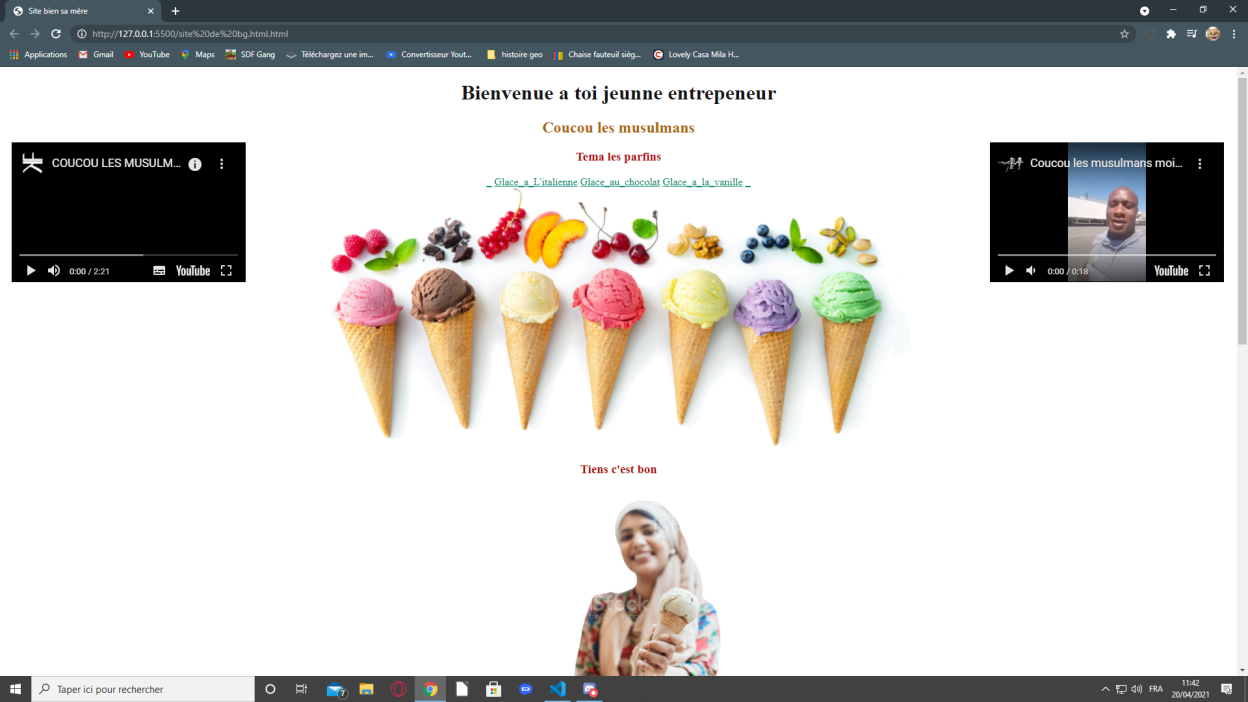 Site bien sa mère
http://127.0.0.1:5500/site%20de%20bg.html.html
Applications Gmail YouTube Maps SDF Gang Téléchargez une im... Convertisseur Yout... histoire geo Chaise fauteuil sièg... Lovely Casa Mila H...
Bienvenue a toi jeunne entrepeneur
Coucou les musulmans
COUCOU LES MUSULM...
0:00 / 2:21 YouTube
Coucou les musulmans moi...
0:00 / 0:18 YouTube
Tema les parfins
_ Glace_a_L'italienne Glace_au_chocolat Glace_a_la_vanille _
Tiens c'est bon
iStock
Taper ici pour rechercher
7
FRA
11:42
20/04/2021